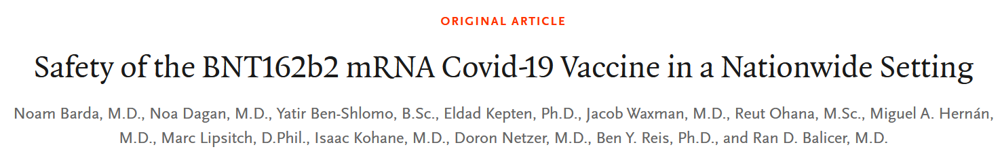 ORIGINAL ARTICLE
Safety of the BNT162b2 mRNA Covid-19 Vaccine in a Nationwide Setting
Noam Barda, M.D., Noa Dagan, M.D., Yatir Ben-Shlomo, B.Sc., Eldad Kepten, Ph.D., Jacob Waxman, M.D., Reut Ohana, M.Sc., Miguel A. Hernán,
M.D., Marc Lipsitch, D.Phil., Isaac Kohane, M.D., Doron Netzer, M.D., Ben Y. Reis, Ph.D., and Ran D. Balicer, M.D.